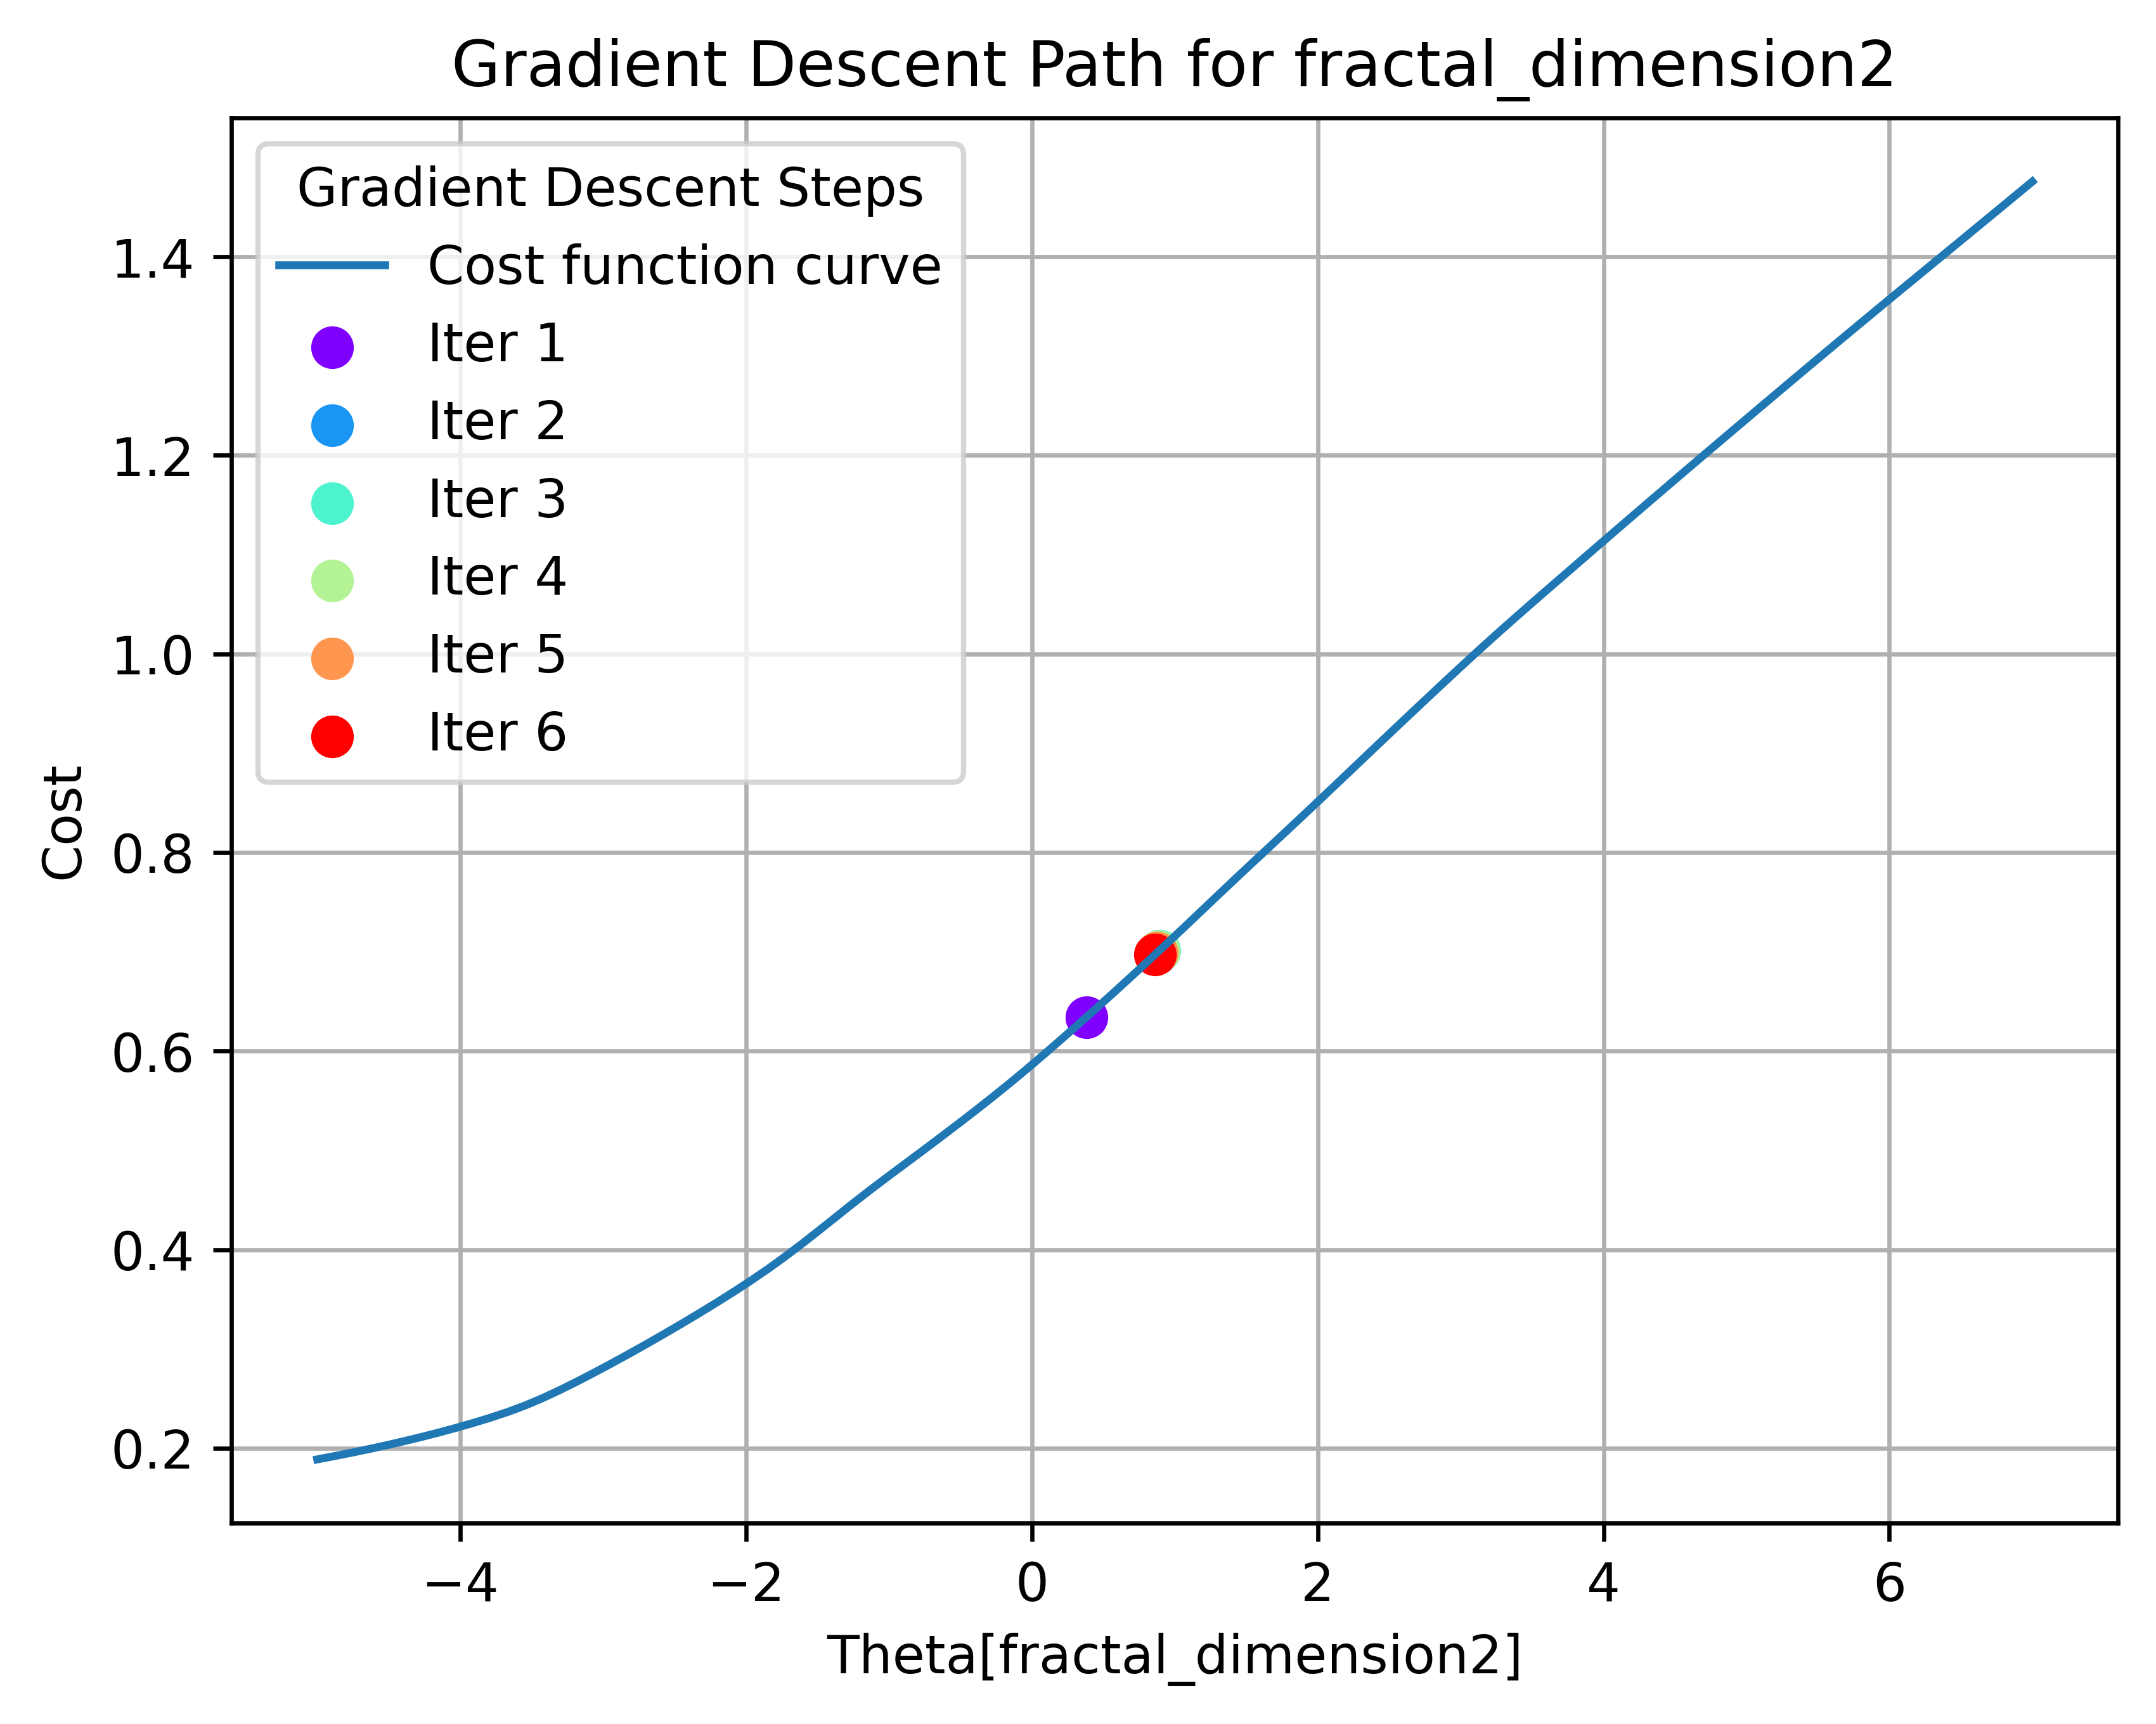 Gradient Descent Path for fractal_dimension2
Gradient Descent Steps
Cost function curve
Iter 1
Iter 2
Iter 3
Iter 4
Iter 5
Iter 6
Cost
1.4
1.2
1.0
0.8
0.6
0.4
0.2
−4 −2 0 2 4 6
Theta[fractal_dimension2]